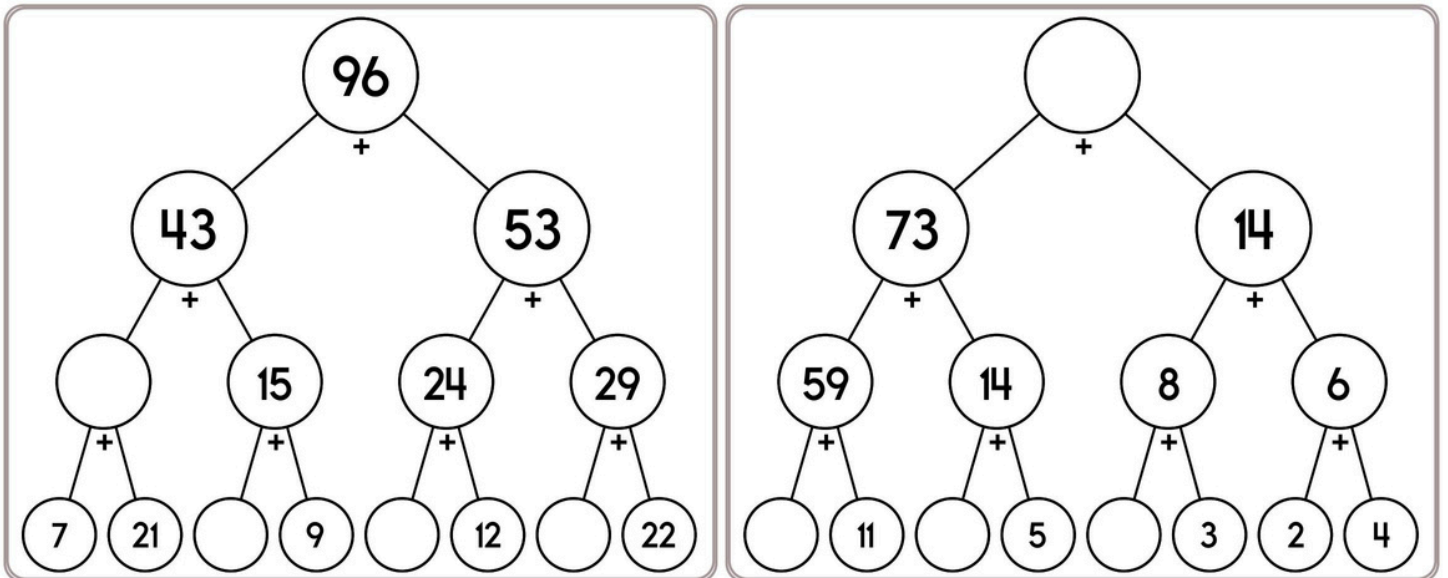 96
+
43 53
+ +
15 24 29
+ + + +
7 21 9 12 22
+
73 14
+ +
59 14 8 6
+ + + +
11 5 3 2 4